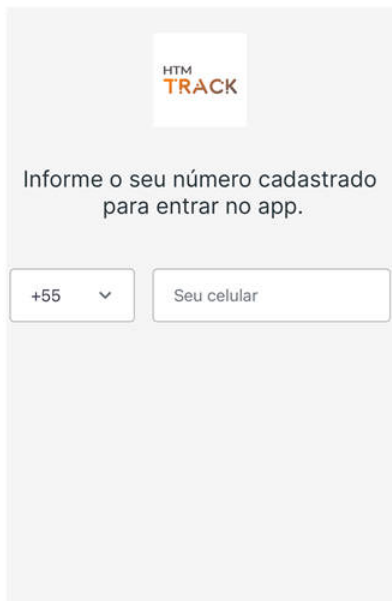 HTM
TRACK
Informe o seu número cadastrado
para entrar no app.
+55
Seu celular